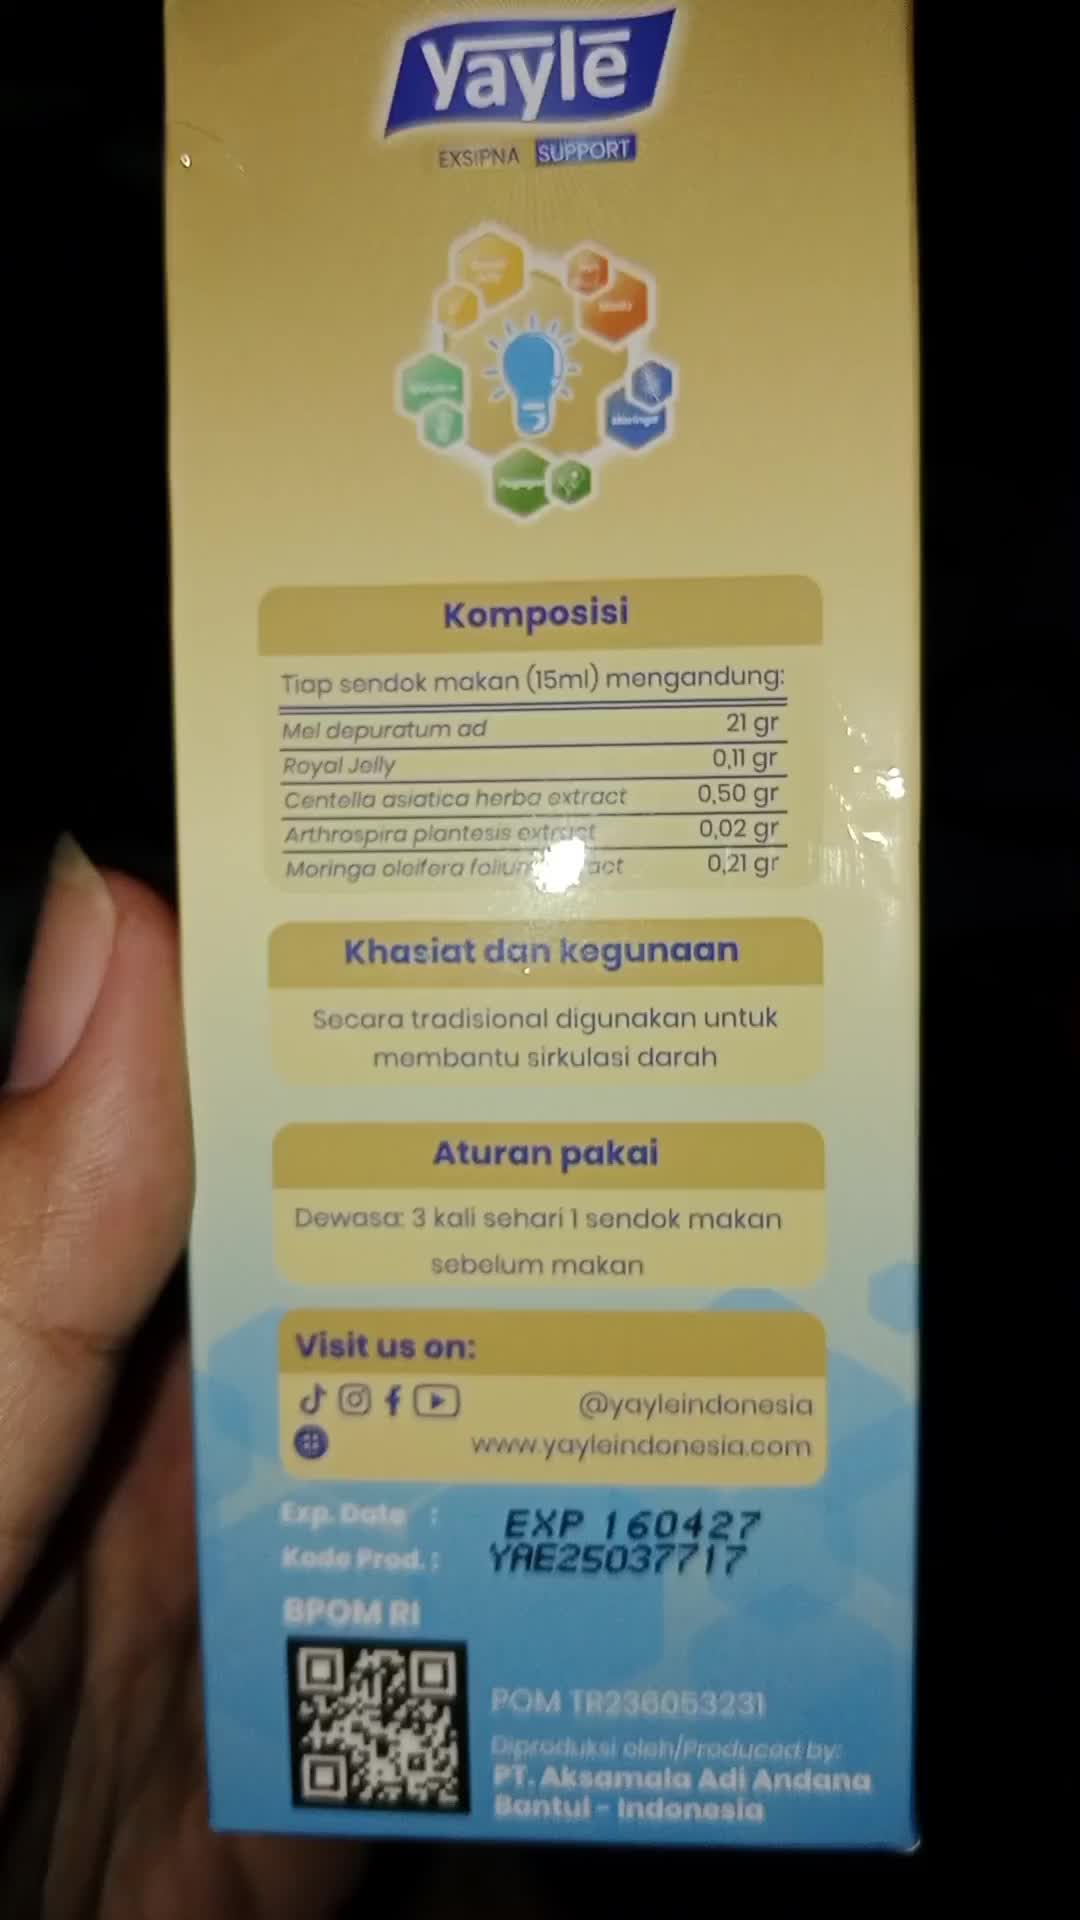 Yaylē
EXSIPNA SUPPORT
Moringa
Komposisi
Tiap sendok makan (15ml) mengandung:
Mel depuratum ad 21 gr
Royal Jelly 0,11 gr
Centella asiatica herba extract 0,50 gr
Arthrospira plantesis extract 0,02 gr
Moringa oleifera folium 0,21 gr
Khasiat dan kegunaan
Secara tradisional digunakan untuk
membantu sirkulasi darah
Aturan pakai
Dewasa: 3 kali sehari 1 sendok makan
sebelum makan
Visit us on:
@yayleindonesia
www.yayleindonesia.com
Exp. Date : EXP 160427
Kode Prod. : YAE25037717
BPOM RI
POM TR236053231
Diproduksi oleh/Produced by:
PT. Aksamala Adi Andana
Bantul - Indonesia